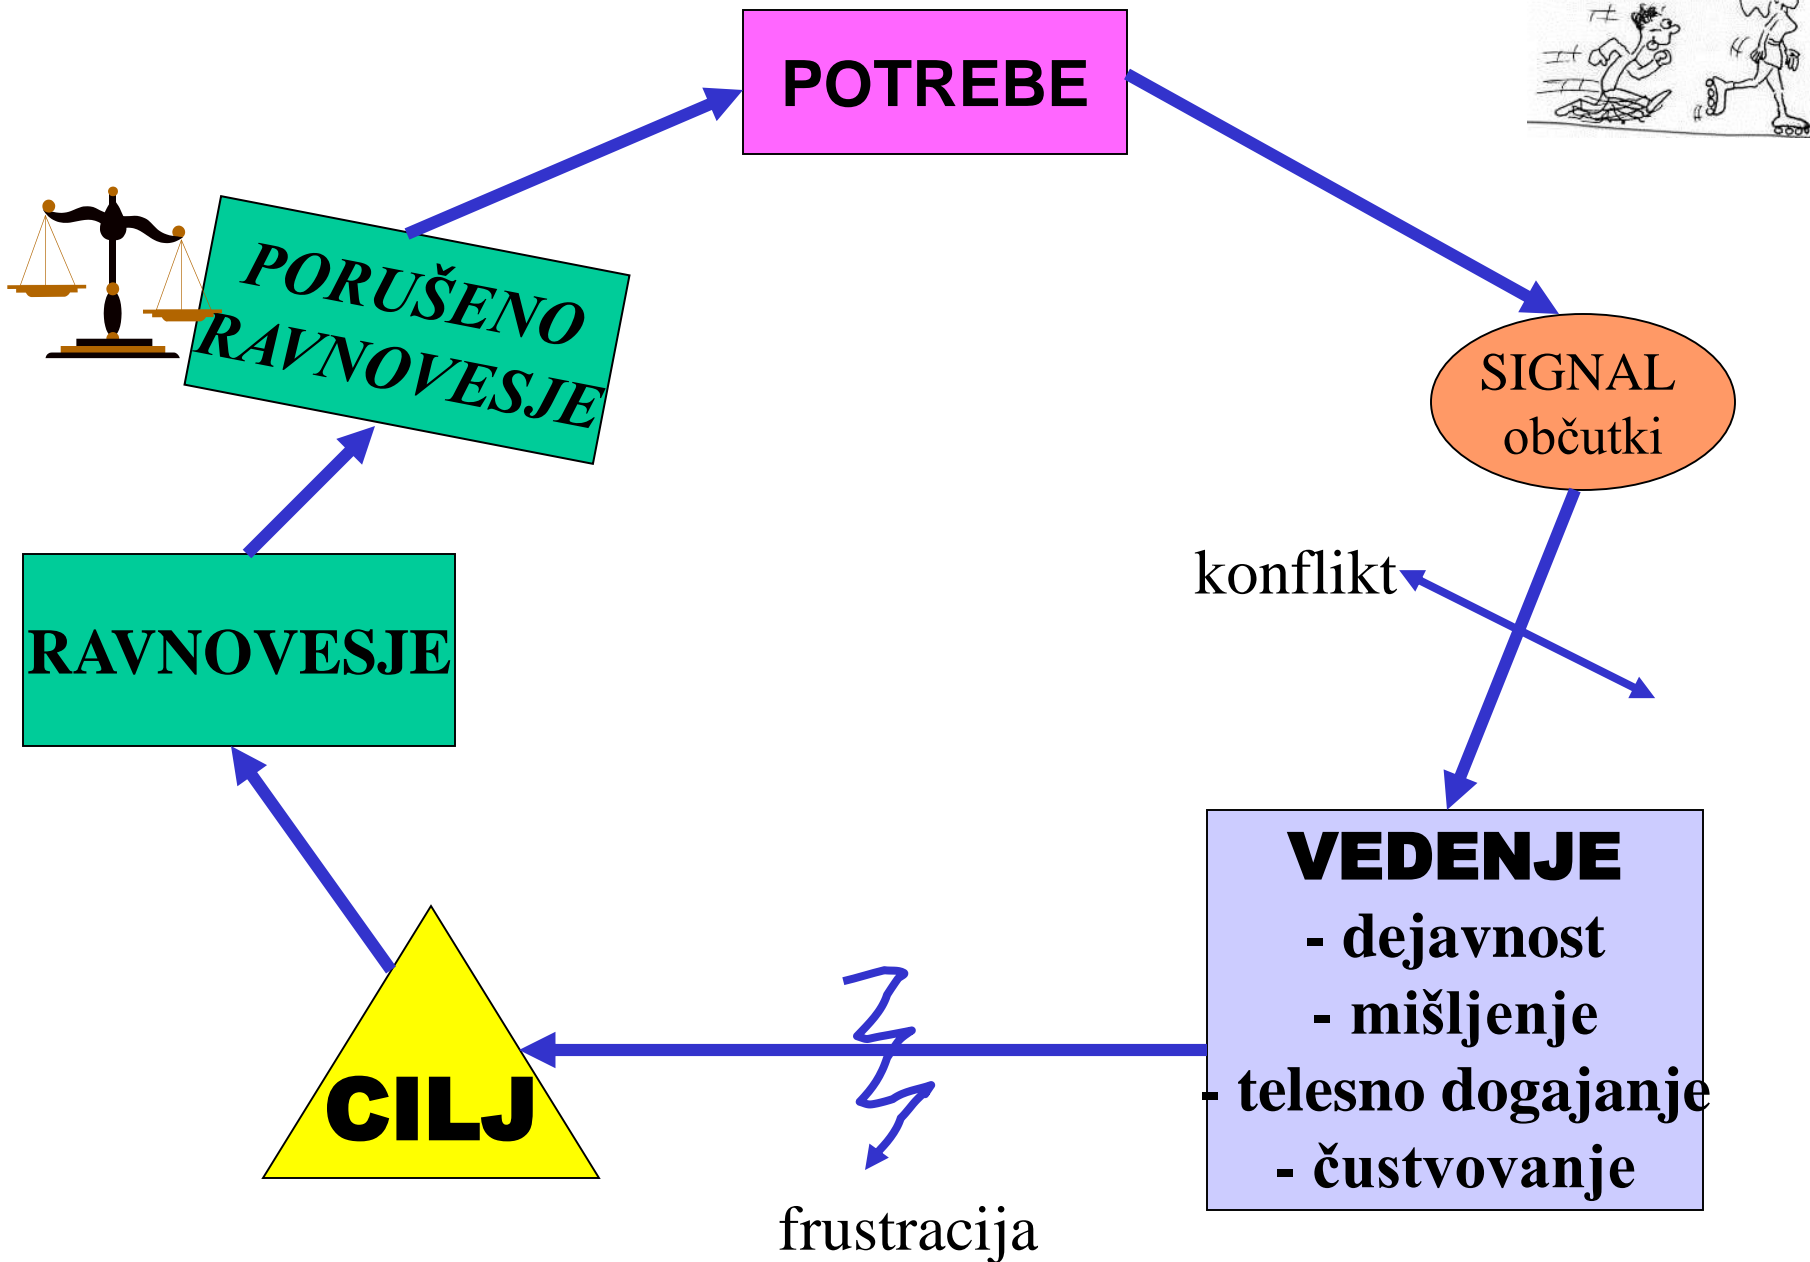 POTREBE
PORUŠENO
RAVNOVESJE
SIGNAL
občutki
konflikt
RAVNOVESJE
VEDENJE
- dejavnost
- mišljenje
- telesno dogajanje
- čustvovanje
CILJ
frustracija